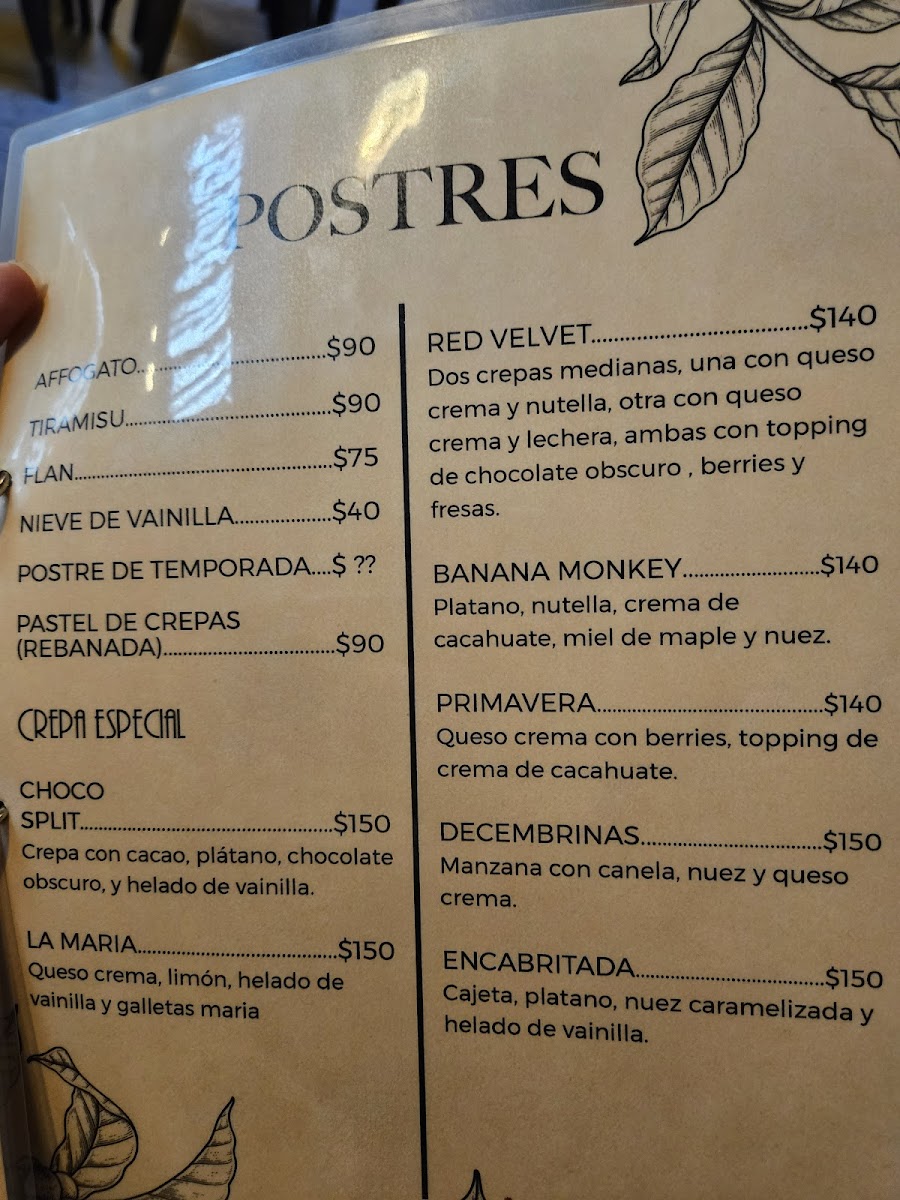 POSTRES
AFFOGATO.....................$90
TIRAMISU.....................$90
FLAN.....................$75
NIEVE DE VAINILLA.....................$40
POSTRE DE TEMPORADA....$ ??
PASTEL DE CREPAS
(REBANADA).....................$90
CREPA ESPECIAL
CHOCO
SPLIT.....................$150
Crepa con cacao, plátano, chocolate
obscuro, y helado de vainilla.
LA MARIA.....................$150
Queso crema, limón, helado de
vainilla y galletas maria
RED VELVET.....................$140
Dos crepas medianas, una con queso
crema y nutella, otra con queso
crema y lechera, ambas con topping
de chocolate obscuro , berries y
fresas.
BANANA MONKEY.....................$140
Platano, nutella, crema de
cacahuate, miel de maple y nuez.
PRIMAVERA.....................$140
Queso crema con berries, topping de
crema de cacahuate.
DECEMBRINAS.....................$150
Manzana con canela, nuez y queso
crema.
ENCABRITADA.....................$150
Cajeta, platano, nuez caramelizada y
helado de vainilla.